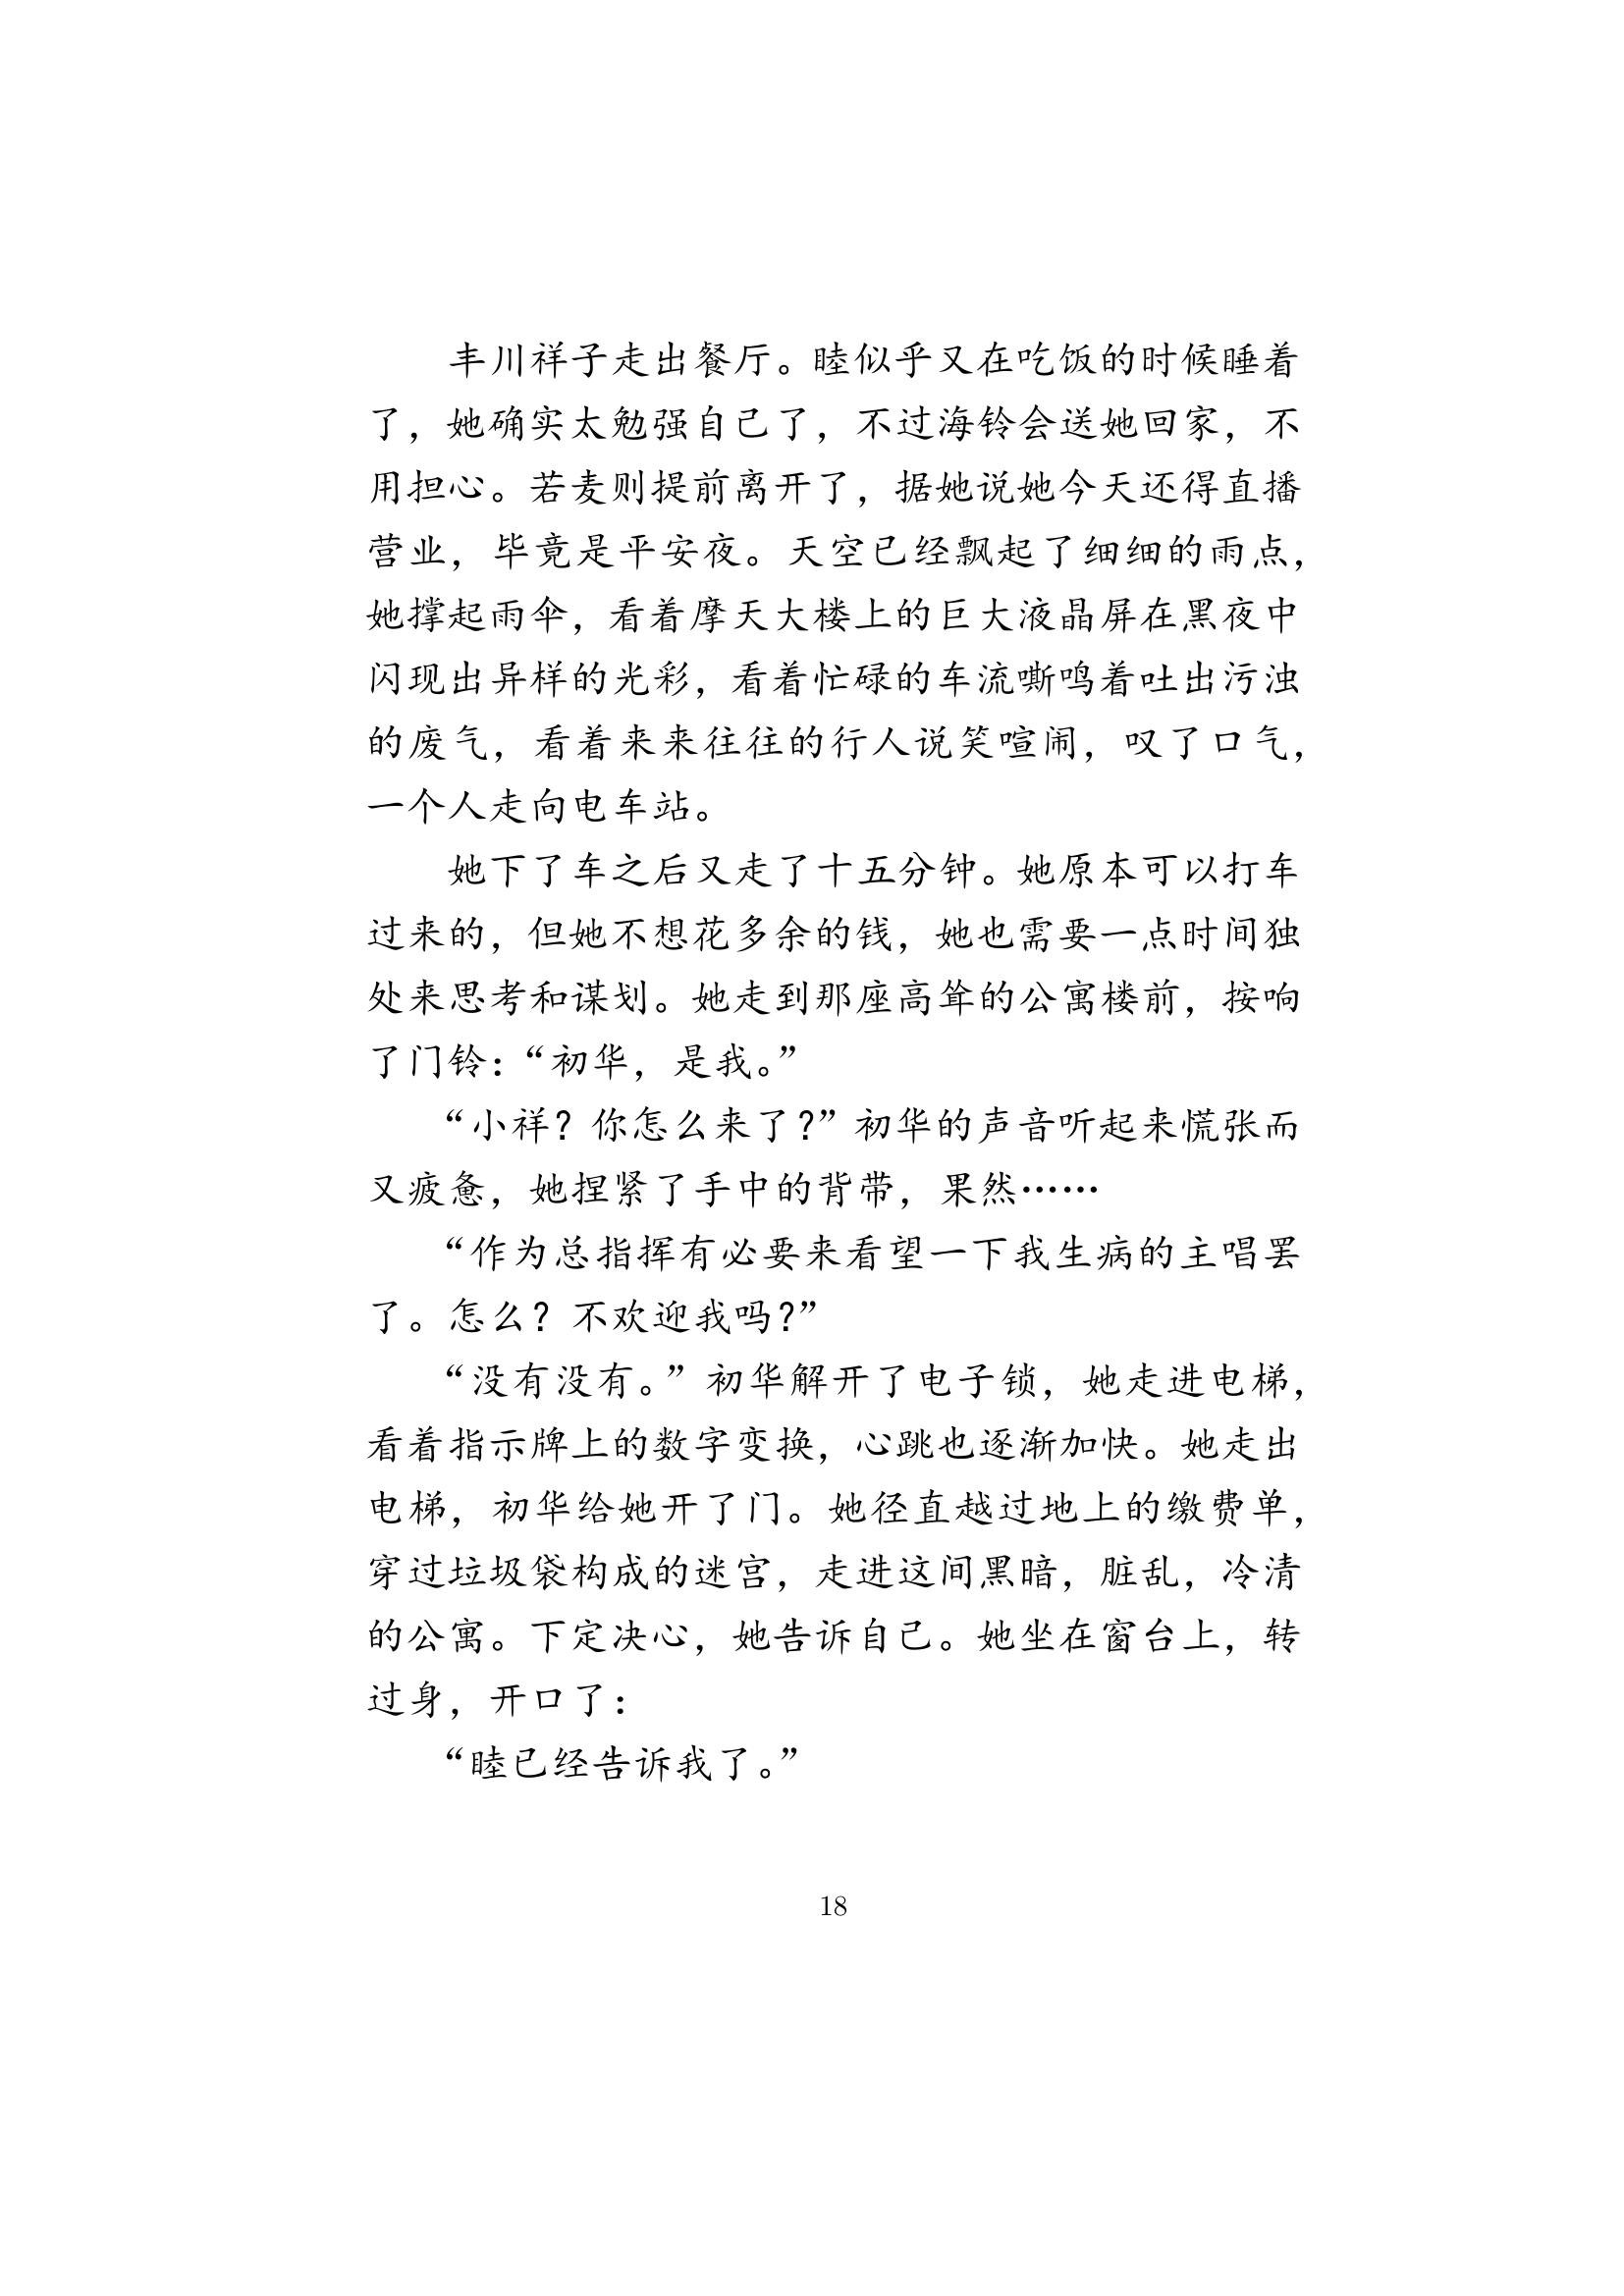 丰川祥子走出餐厅。睦似乎又在吃饭的时候睡着
了，她确实太勉强自己了，不过海铃会送她回家，不
用担心。若麦则提前离开了，据她说她今天还得直播
营业，毕竟是平安夜。天空已经飘起了细细的雨点，
她撑起雨伞，看着摩天大楼上的巨大液晶屏在黑夜中
闪现出异样的光彩，看着忙碌的车流嘶鸣着吐出污浊
的废气，看着来来往往的行人说笑喧闹，叹了口气，
一个人走向电车站。
她下了车之后又走了十五分钟。她原本可以打车
过来的，但她不想花多余的钱，她也需要一点时间独
处来思考和谋划。她走到那座高耸的公寓楼前，按响
了门铃：“初华，是我。”
“小祥？你怎么来了？”初华的声音听起来慌张而
又疲惫，她捏紧了手中的背带，果然……
“作为总指挥有必要来看望一下我生病的主唱罢
了。怎么？不欢迎我吗？”
“没有没有。”初华解开了电子锁，她走进电梯，
看着指示牌上的数字变换，心跳也逐渐加快。她走出
电梯，初华给她开了门。她径直越过地上的缴费单，
穿过垃圾袋构成的迷宫，走进这间黑暗，脏乱，冷清
的公寓。下定决心，她告诉自己。她坐在窗台上，转
过身，开口了：
“睦已经告诉我了。”
18